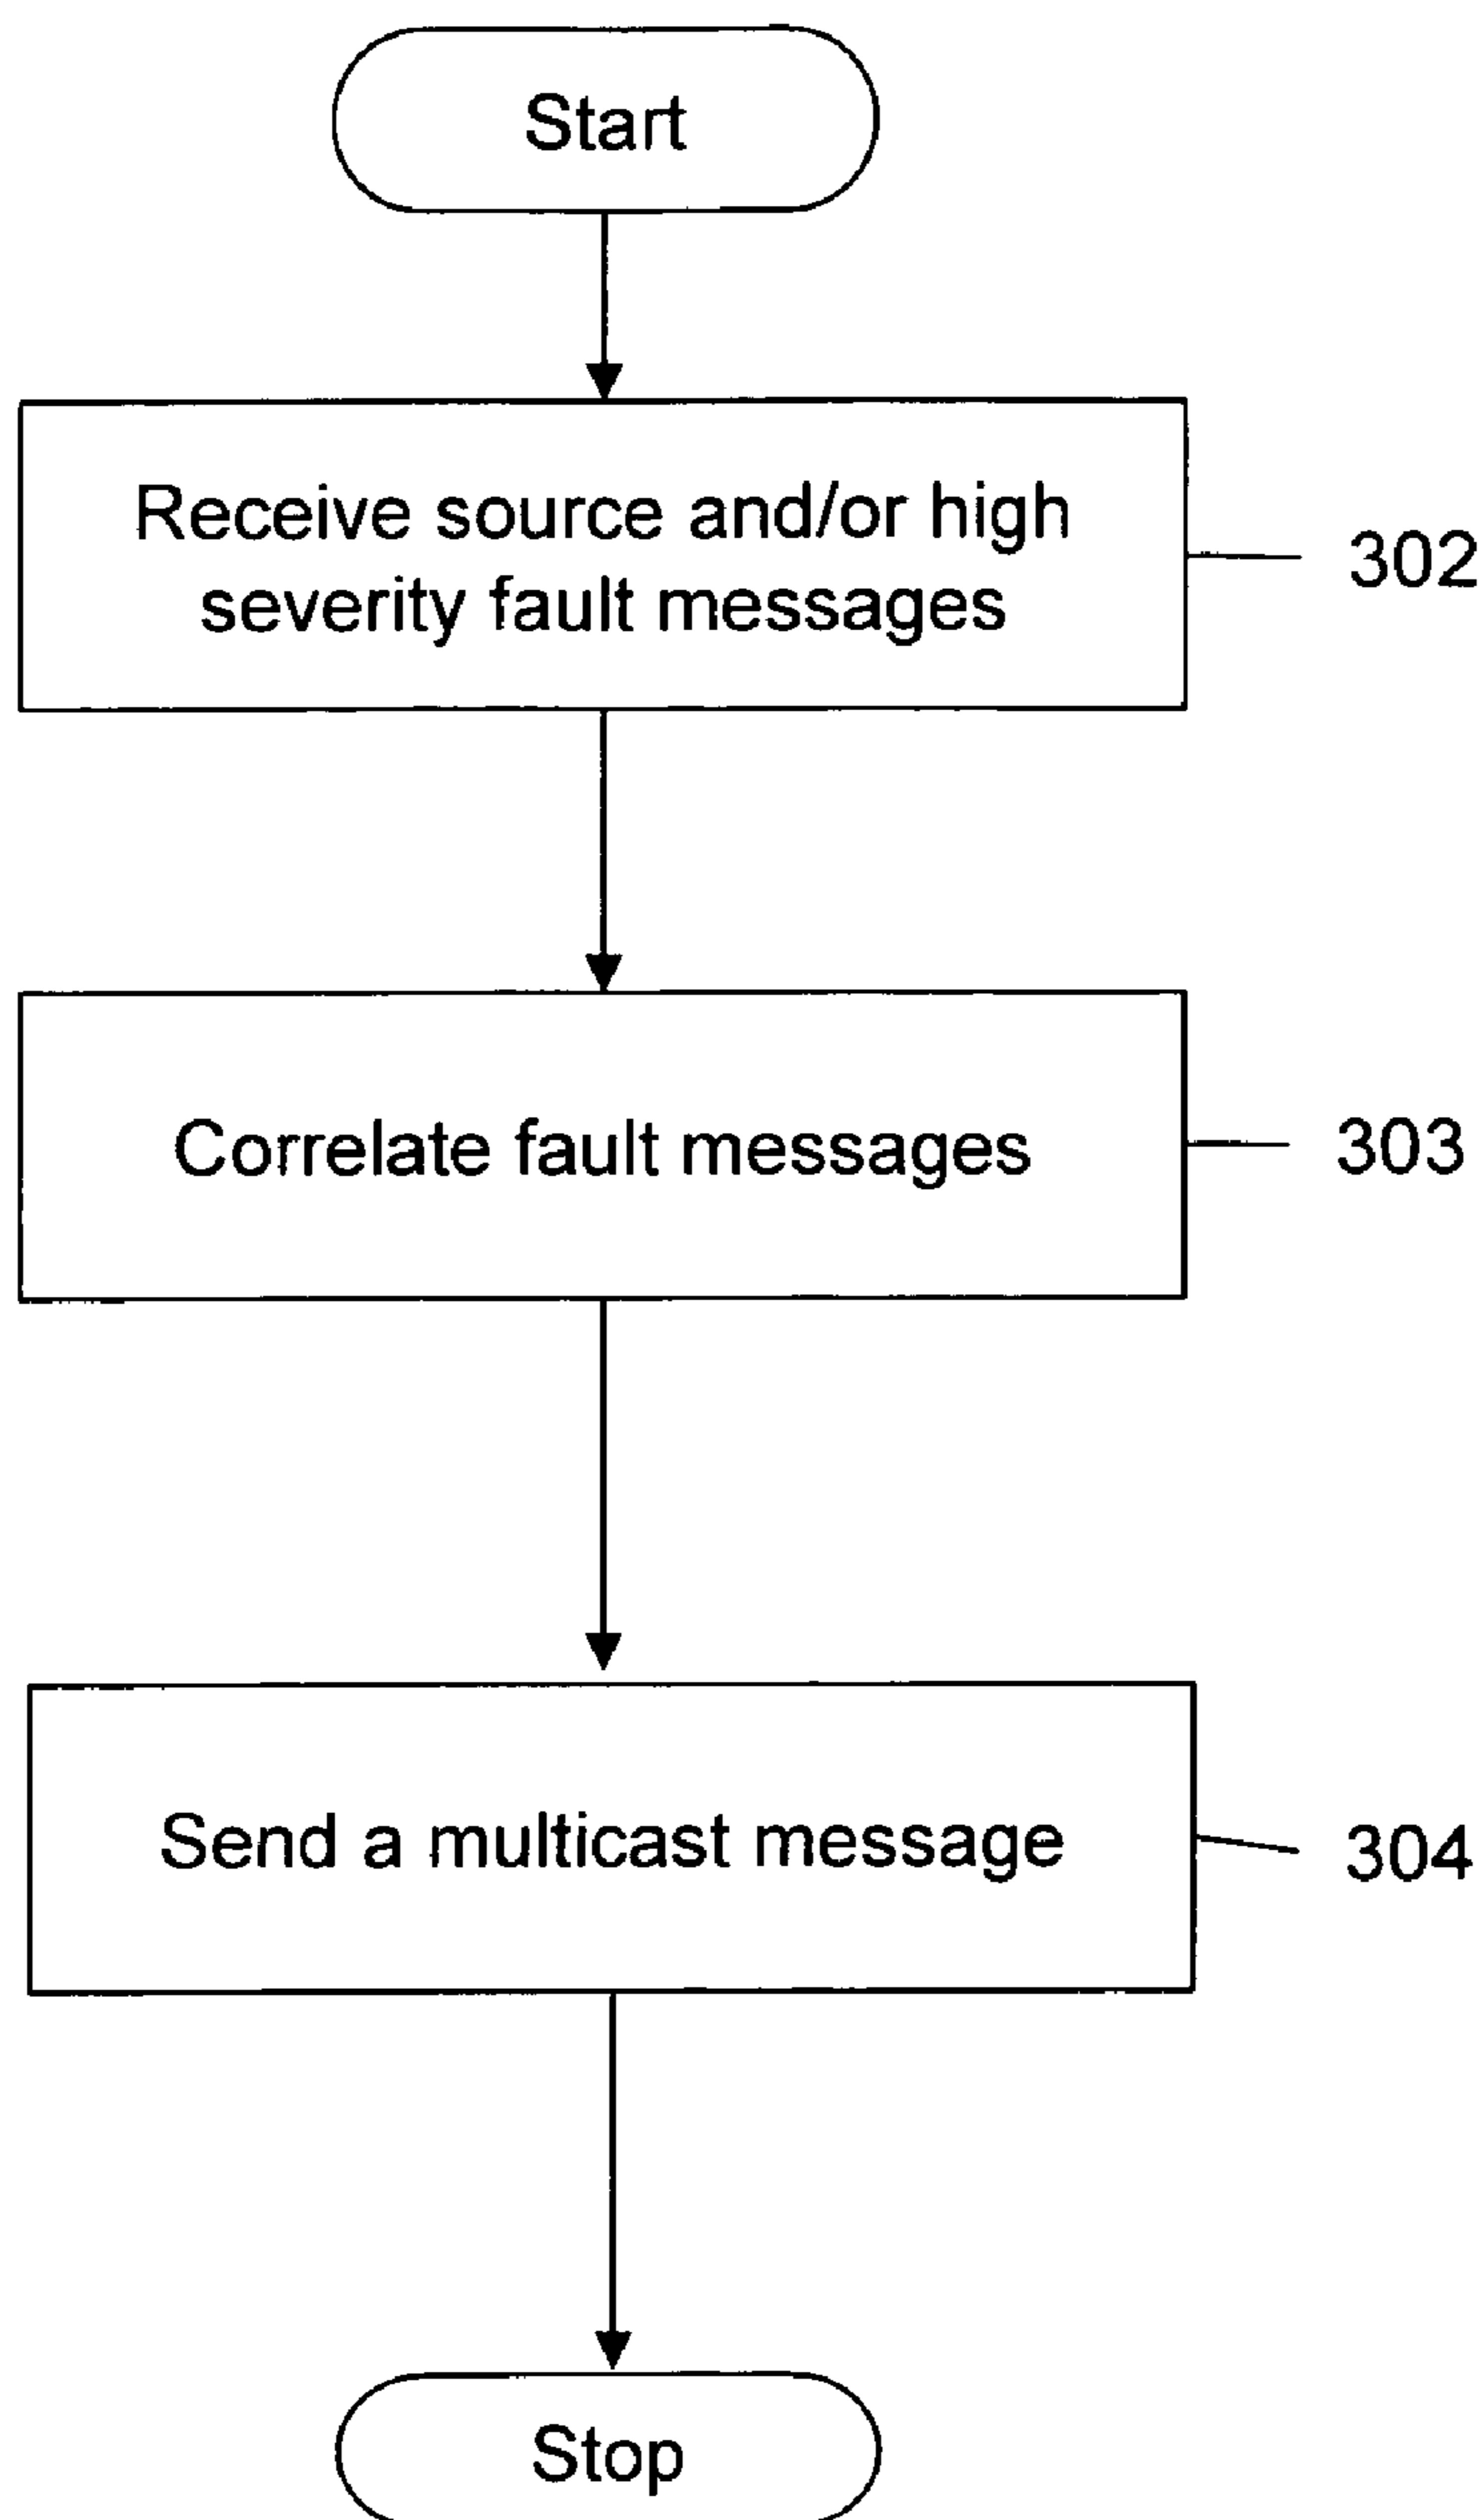 Start
Receive source and/or high
severity fault messages
302
Correlate fault messages
303
Send a multicast message
304
Stop